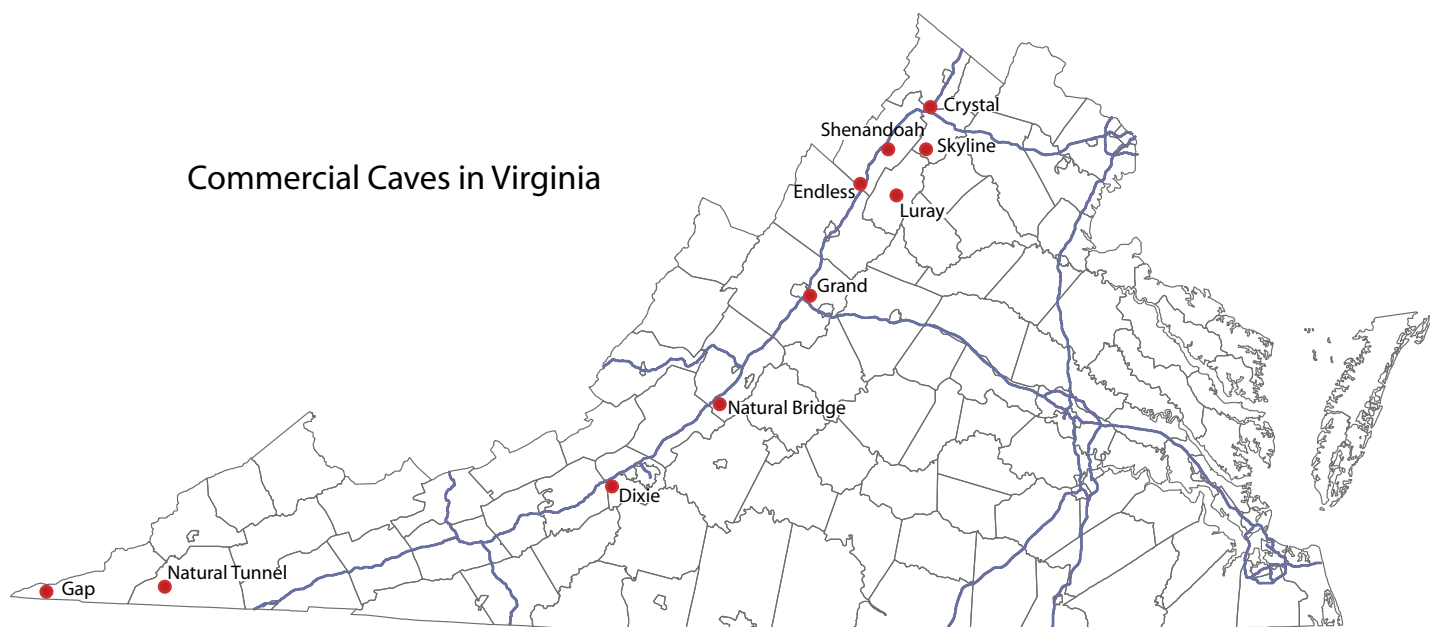 Crystal
Shenandoah
Skyline
Commercial Caves in Virginia
Endless
Luray
Grand
Natural Bridge
Dixie
Natural Tunnel
Gap